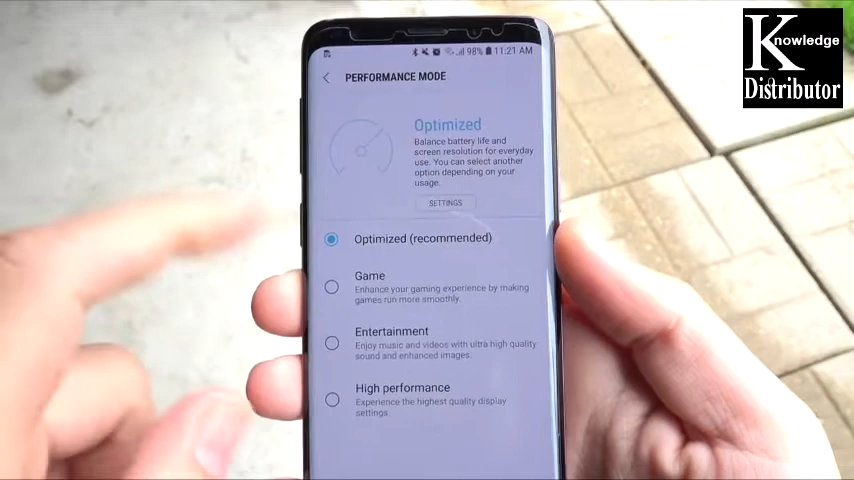 Knowledge
Distributor
98% 11:21 AM
PERFORMANCE MODE
Optimized
Balance battery life and
screen resolution for everyday
use. You can select another
option depending on your
usage.
SETTINGS
Optimized (recommended)
Game
Enhance your gaming experience by making
games run more smoothly.
Entertainment
Enjoy music and videos with ultra high quality
sound and enhanced images.
High performance
Experience the highest quality display
settings